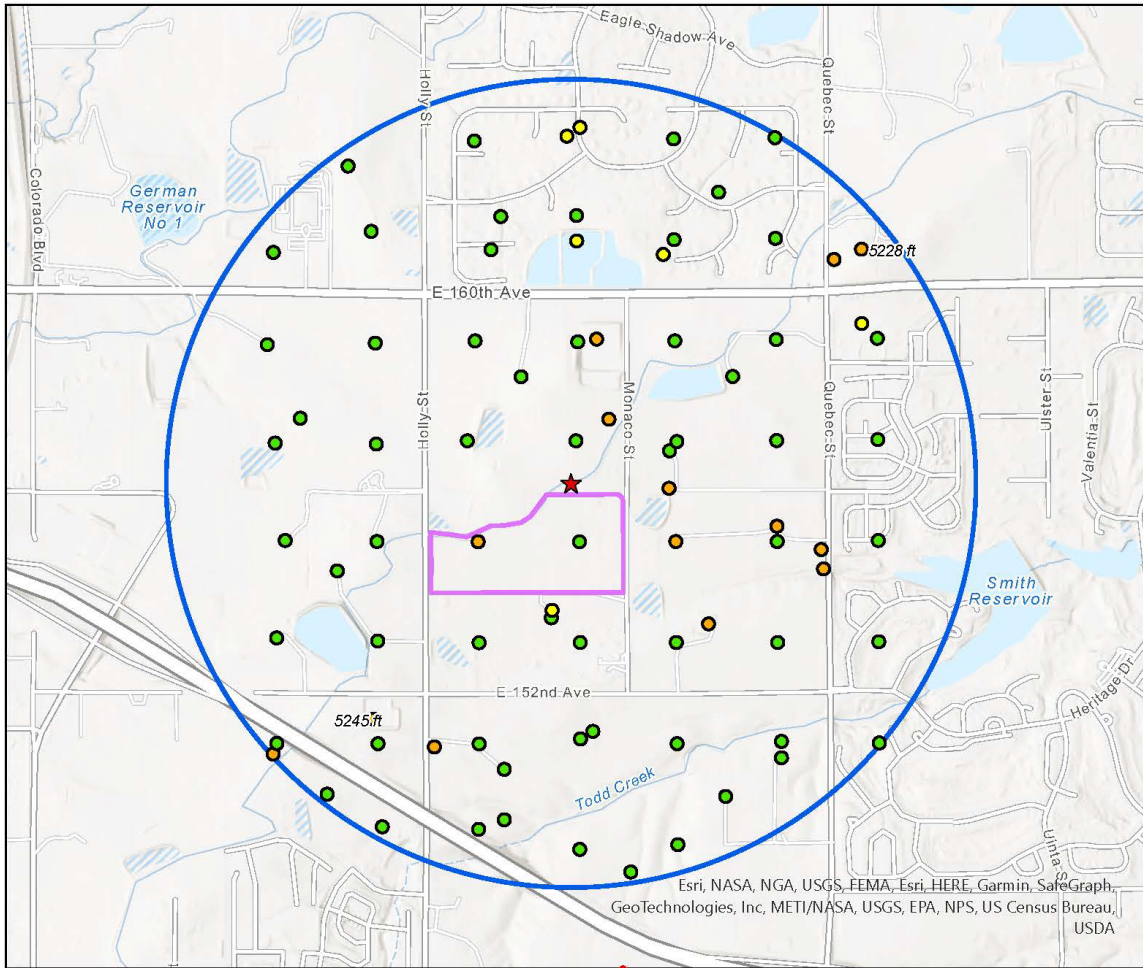 Eagle Shadow Ave
Holly St
Quebec St
Colorado Blvd
German
Reservoir
No 1
5228 ft
E 160th Ave
Monaco St
Holly St
Quebec St
Ulster St
Valentia St
Smith
Reservoir
E 152nd Ave
Heritage Dr
5245 ft
Todd Creek
Uinta S
Esri, NASA, NGA, USGS, FEMA, Esri, HERE, Garmin, SafeGraph,
GeoTechnologies, Inc, METI/NASA, USGS, EPA, NPS, US Census Bureau,
USDA